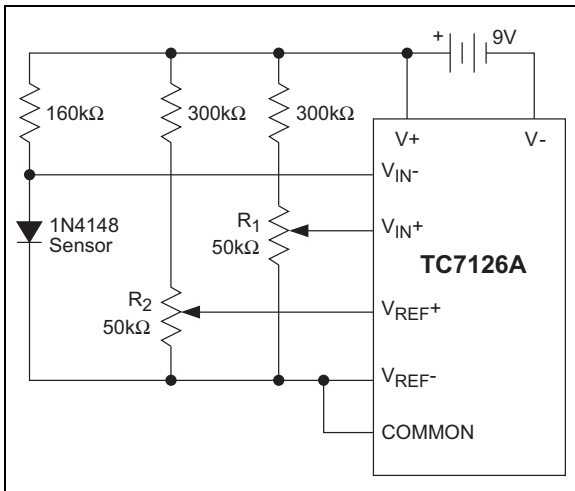 +
9V
160kΩ
300kΩ
300kΩ
V+
V-
VIN-
1N4148
Sensor
R1
50kΩ
VIN+
TC7126A
R2
50kΩ
VREF+
VREF-
COMMON